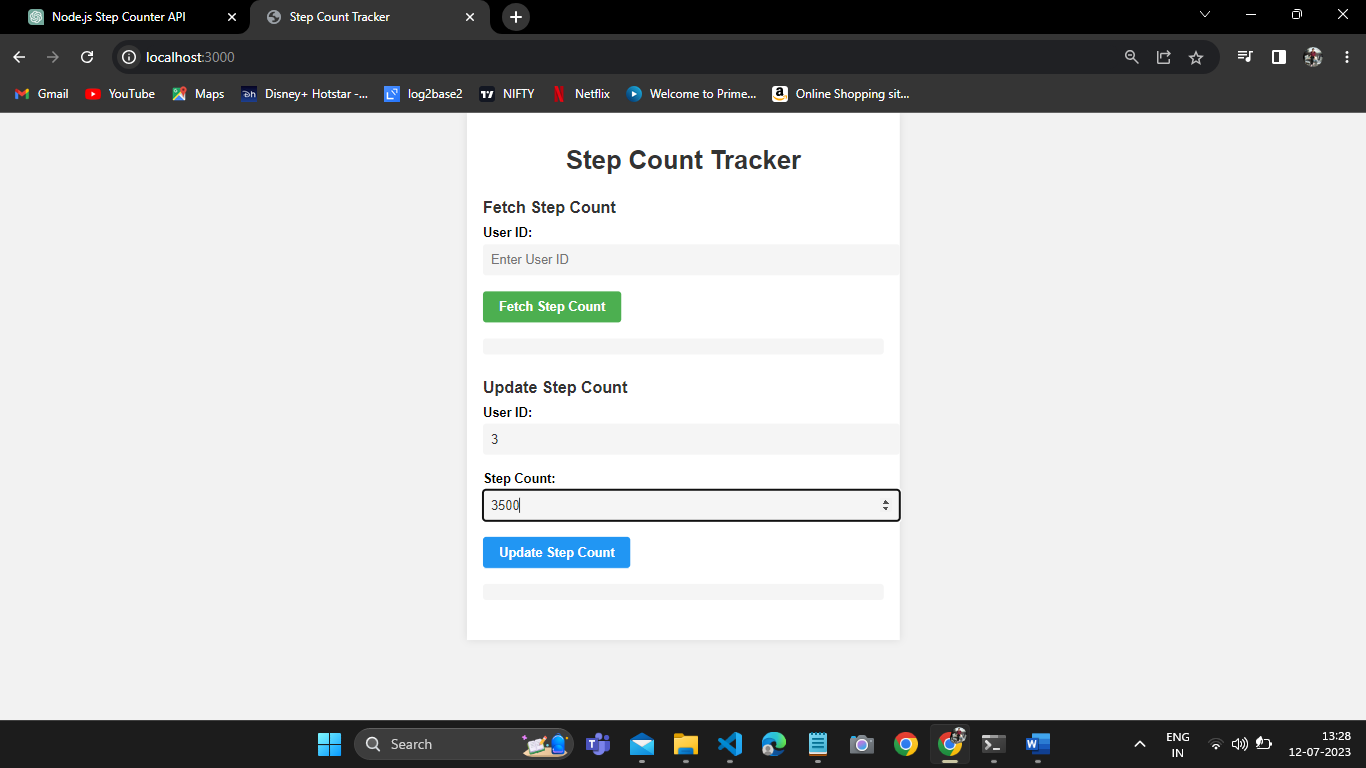 Node.js Step Counter API
Step Count Tracker
localhost:3000
Gmail YouTube Maps Disney+ Hotstar -... log2base2 NIFTY Netflix Welcome to Prime... Online Shopping sit...
Step Count Tracker
Fetch Step Count
User ID:
Enter User ID
Fetch Step Count
Update Step Count
User ID:
3
Step Count:
3500
Update Step Count
Search
ENG
IN
13:28
12-07-2023